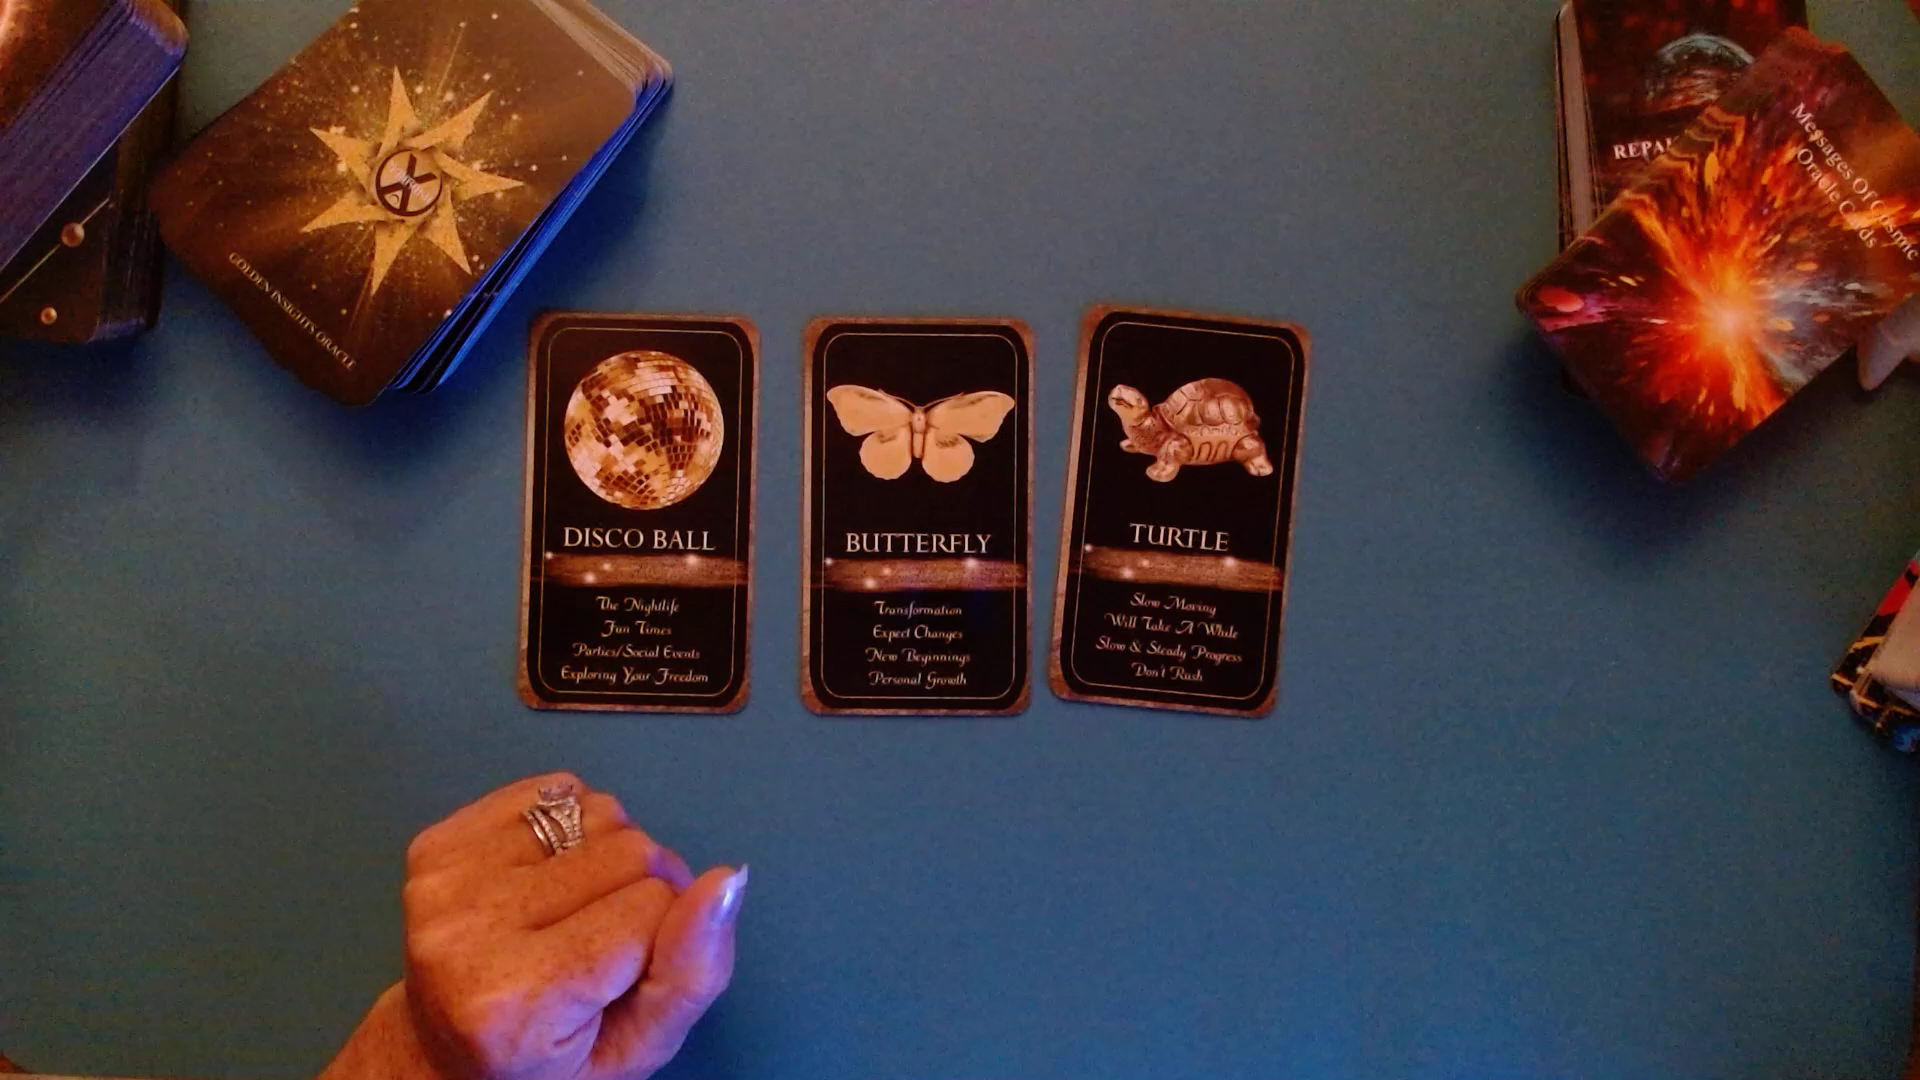 GOLDEN INSIGHTS ORACLE
Messages Of Cosmic
Oracle Cards
DISCO BALL
The Nightlife
Fun Times
Parties/Social Events
Exploring Your Freedom
BUTTERFLY
Transformation
Expect Changes
New Beginnings
Personal Growth
TURTLE
Slow Moving
Will Take A While
Slow & Steady Progress
Don't Rush